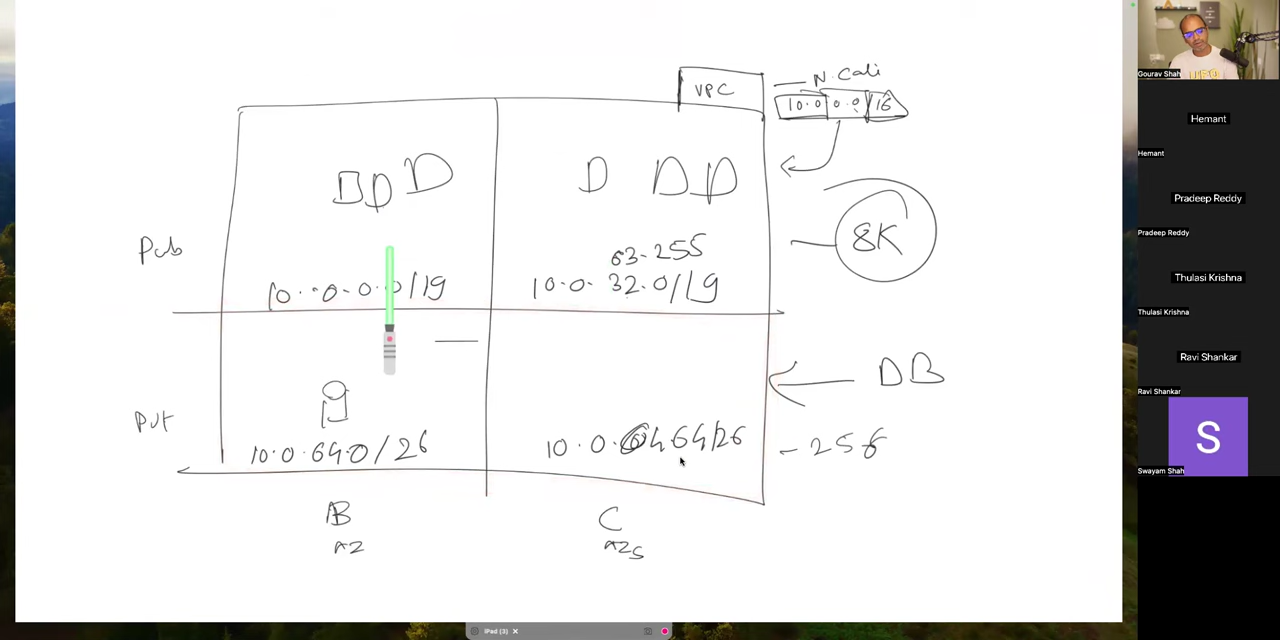 VPC
N. Cali
10.0 0.0 16
D D D
D D D
Pub
63.255
8K
10.0.0.0/19
10.0.32.0/19
DB
Pvt
10.0.64.0/26
10.0.64.64/26
- 256
B
C
AZ
AZs
iPad (3)
Gourav Shah
Hemant
Hemant
Pradeep Reddy
Pradeep Reddy
Thulasi Krishna
Thulasi Krishna
Ravi Shankar
Ravi Shankar
S
Swayam Shah